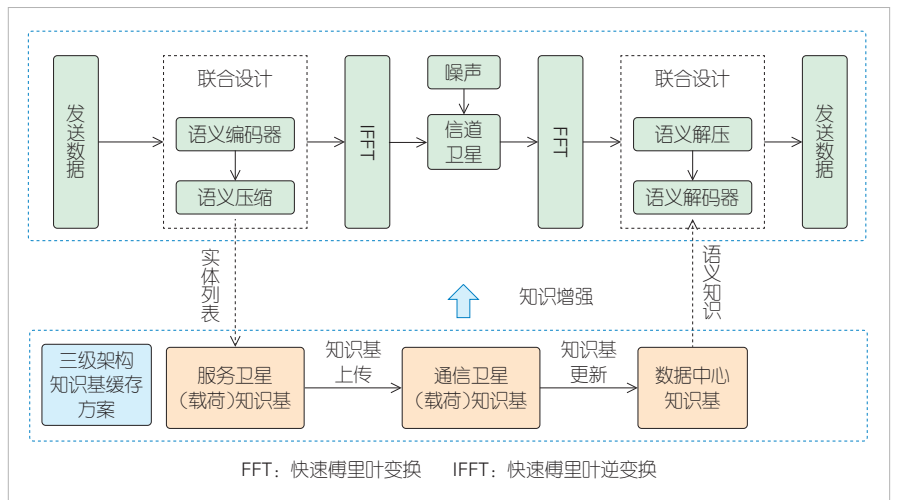 发送数据
联合设计
语义编码器
语义压缩
IFFT
噪声
信道
卫星
FFT
联合设计
语义解压
语义解码器
发送数据
实体列表
知识增强
语义知识
三级架构
知识基缓存
方案
服务卫星
(载荷)知识基
知识基
上传
通信卫星
(载荷)知识基
知识基
更新
数据中心
知识基
FFT：快速傅里叶变换 IFFT：快速傅里叶逆变换